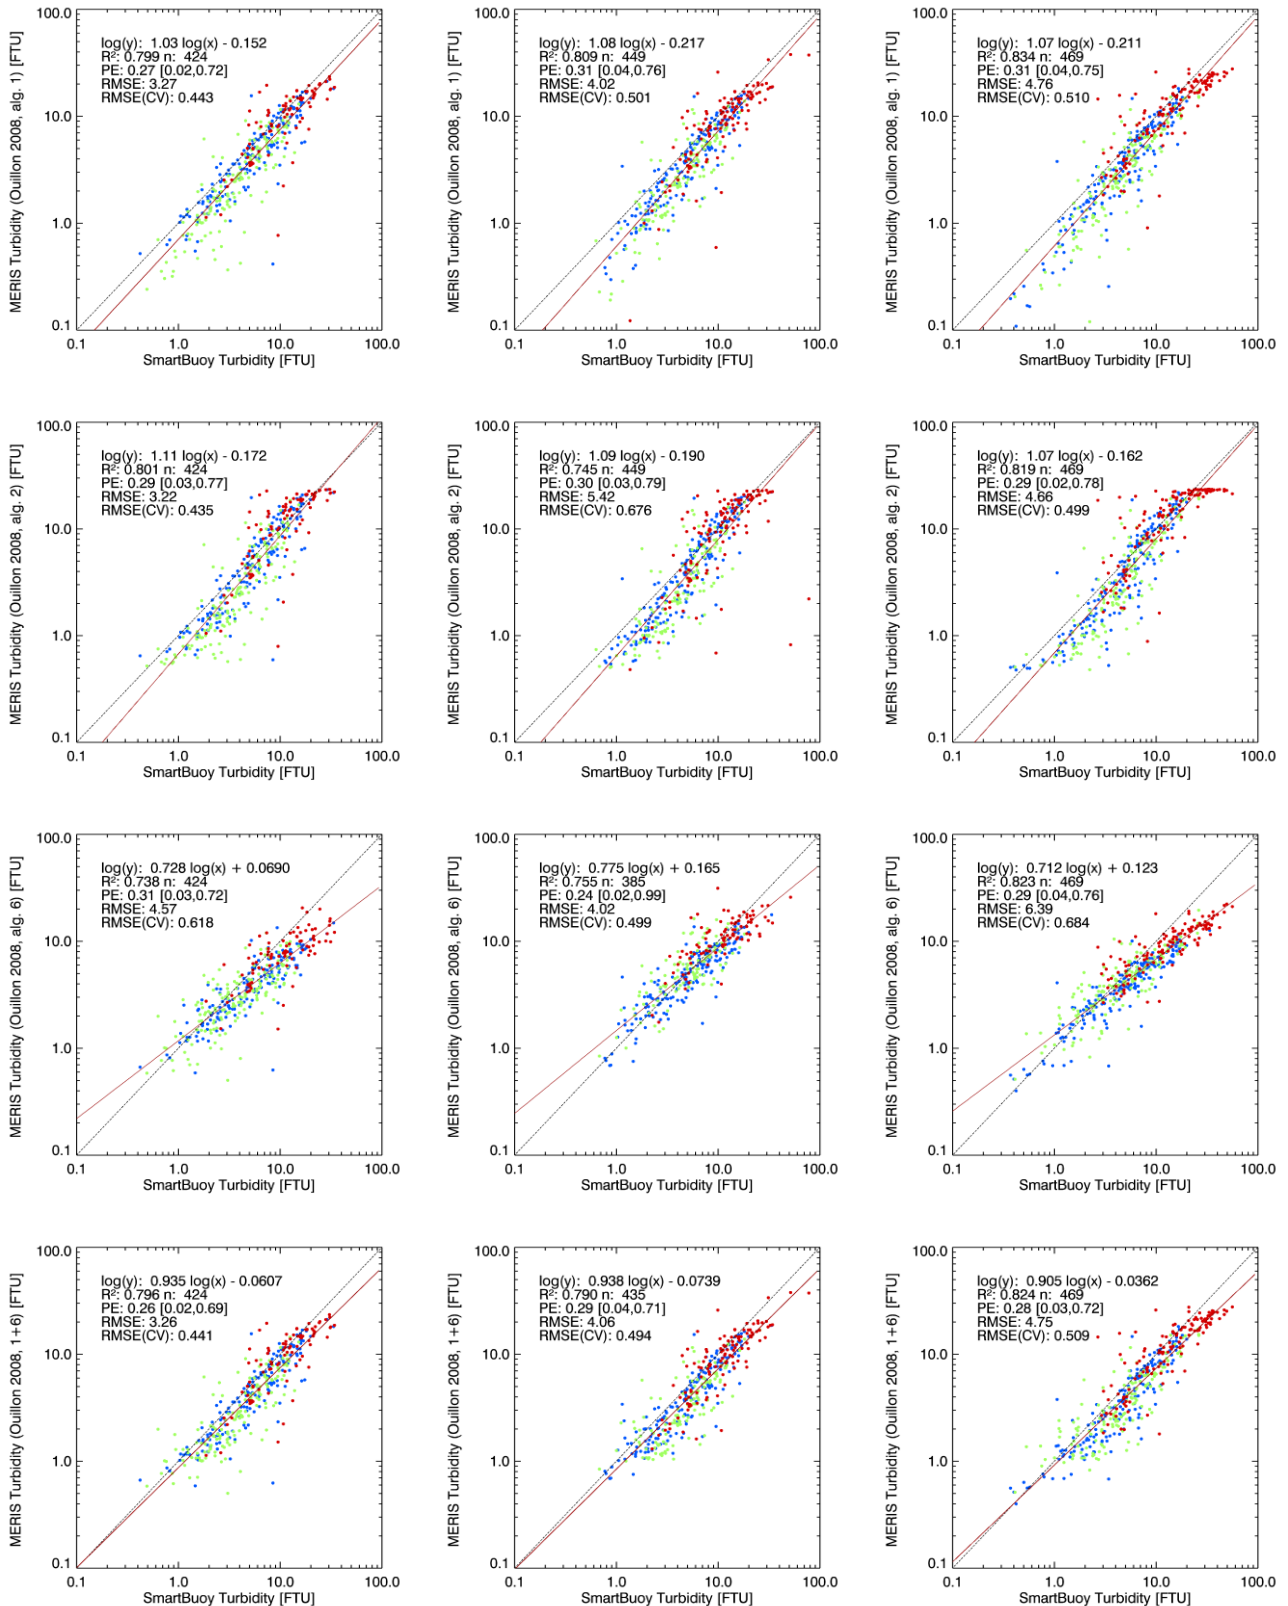 100.0
10.0
1.0
0.1
MERIS Turbidity (Ouillon 2008, alg. 1) [FTU]
log(y): 1.03 log(x) - 0.152
R²: 0.799 n: 424
PE: 0.27 [0.02,0.72]
RMSE: 3.27
RMSE(CV): 0.443
0.1 1.0 10.0 100.0
SmartBuoy Turbidity [FTU]
100.0
10.0
1.0
0.1
MERIS Turbidity (Ouillon 2008, alg. 1) [FTU]
log(y): 1.08 log(x) - 0.217
R²: 0.809 n: 449
PE: 0.31 [0.04,0.76]
RMSE: 4.02
RMSE(CV): 0.501
0.1 1.0 10.0 100.0
SmartBuoy Turbidity [FTU]
100.0
10.0
1.0
0.1
MERIS Turbidity (Ouillon 2008, alg. 1) [FTU]
log(y): 1.07 log(x) - 0.211
R²: 0.834 n: 469
PE: 0.31 [0.04,0.75]
RMSE: 4.76
RMSE(CV): 0.510
0.1 1.0 10.0 100.0
SmartBuoy Turbidity [FTU]
100.0
10.0
1.0
0.1
MERIS Turbidity (Ouillon 2008, alg. 2) [FTU]
log(y): 1.11 log(x) - 0.172
R²: 0.801 n: 424
PE: 0.29 [0.03,0.77]
RMSE: 3.22
RMSE(CV): 0.435
0.1 1.0 10.0 100.0
SmartBuoy Turbidity [FTU]
100.0
10.0
1.0
0.1
MERIS Turbidity (Ouillon 2008, alg. 2) [FTU]
log(y): 1.09 log(x) - 0.190
R²: 0.745 n: 449
PE: 0.30 [0.03,0.79]
RMSE: 5.42
RMSE(CV): 0.676
0.1 1.0 10.0 100.0
SmartBuoy Turbidity [FTU]
100.0
10.0
1.0
0.1
MERIS Turbidity (Ouillon 2008, alg. 2) [FTU]
log(y): 1.07 log(x) - 0.162
R²: 0.819 n: 469
PE: 0.29 [0.02,0.78]
RMSE: 4.66
RMSE(CV): 0.499
0.1 1.0 10.0 100.0
SmartBuoy Turbidity [FTU]
100.0
10.0
1.0
0.1
MERIS Turbidity (Ouillon 2008, alg. 6) [FTU]
log(y): 0.728 log(x) + 0.0690
R²: 0.738 n: 424
PE: 0.31 [0.03,0.72]
RMSE: 4.57
RMSE(CV): 0.618
0.1 1.0 10.0 100.0
SmartBuoy Turbidity [FTU]
100.0
10.0
1.0
0.1
MERIS Turbidity (Ouillon 2008, alg. 6) [FTU]
log(y): 0.775 log(x) + 0.165
R²: 0.755 n: 385
PE: 0.24 [0.02,0.99]
RMSE: 4.02
RMSE(CV): 0.499
0.1 1.0 10.0 100.0
SmartBuoy Turbidity [FTU]
100.0
10.0
1.0
0.1
MERIS Turbidity (Ouillon 2008, alg. 6) [FTU]
log(y): 0.712 log(x) + 0.123
R²: 0.823 n: 469
PE: 0.29 [0.04,0.76]
RMSE: 6.39
RMSE(CV): 0.684
0.1 1.0 10.0 100.0
SmartBuoy Turbidity [FTU]
100.0
10.0
1.0
0.1
MERIS Turbidity (Ouillon 2008, 1+6) [FTU]
log(y): 0.935 log(x) - 0.0607
R²: 0.796 n: 424
PE: 0.26 [0.02,0.69]
RMSE: 3.26
RMSE(CV): 0.441
0.1 1.0 10.0 100.0
SmartBuoy Turbidity [FTU]
100.0
10.0
1.0
0.1
MERIS Turbidity (Ouillon 2008, 1+6) [FTU]
log(y): 0.938 log(x) - 0.0739
R²: 0.790 n: 435
PE: 0.29 [0.04,0.71]
RMSE: 4.06
RMSE(CV): 0.494
0.1 1.0 10.0 100.0
SmartBuoy Turbidity [FTU]
100.0
10.0
1.0
0.1
MERIS Turbidity (Ouillon 2008, 1+6) [FTU]
log(y): 0.905 log(x) - 0.0362
R²: 0.824 n: 469
PE: 0.28 [0.03,0.72]
RMSE: 4.75
RMSE(CV): 0.509
0.1 1.0 10.0 100.0
SmartBuoy Turbidity [FTU]